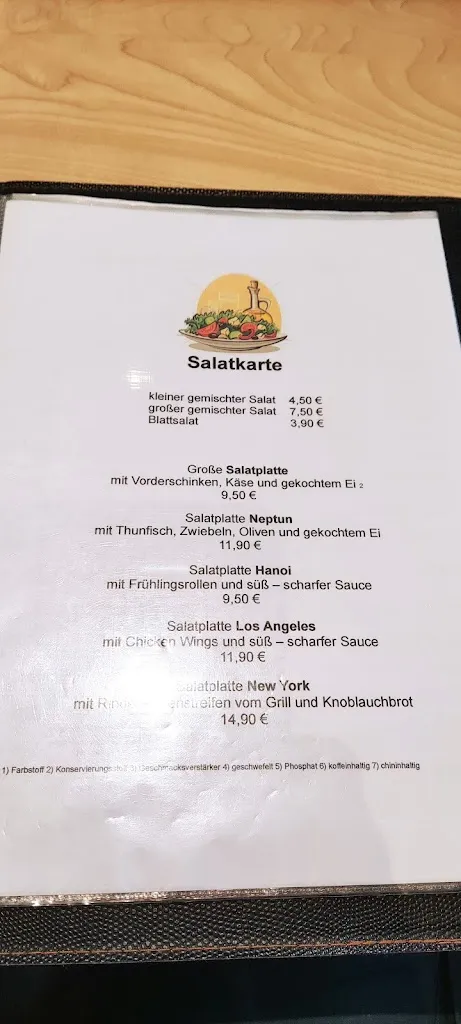 Salatkarte
kleiner gemischter Salat 4,50 €
großer gemischter Salat 7,50 €
Blattsalat 3,90 €
Große Salatplatte
mit Vorderschinken, Käse und gekochtem Ei 2
9,50 €
Salatplatte Neptun
mit Thunfisch, Zwiebeln, Oliven und gekochtem Ei
11,90 €
Salatplatte Hanoi
mit Frühlingsrollen und süß – scharfer Sauce
9,50 €
Salatplatte Los Angeles
mit Chicken Wings und süß – scharfer Sauce
11,90 €
Salatplatte New York
mit vom Grill und Knoblauchbrot
14,90 €
1) Farbstoff 2) Konservierungsstoff 3) Geschmacksverstärker 4) geschwefelt 5) Phosphat 6) koffeinhaltig 7) chininhaltig